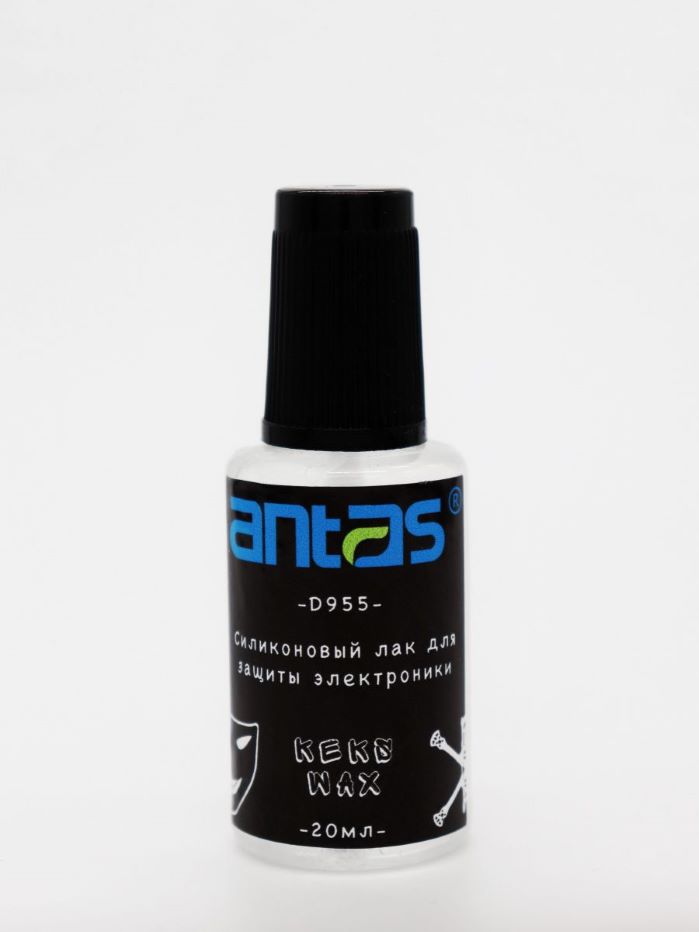 antas®
-D955-
Силиконовый лак для
защиты электроники
KEKS
WAX
-20мл-